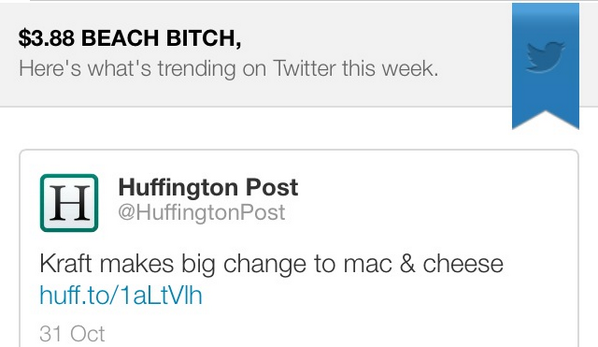 $3.88 BEACH BITCH,
Here's what's trending on Twitter this week.
H
Huffington Post
@HuffingtonPost
Kraft makes big change to mac & cheese
huff.to/1aLtVlh
31 Oct